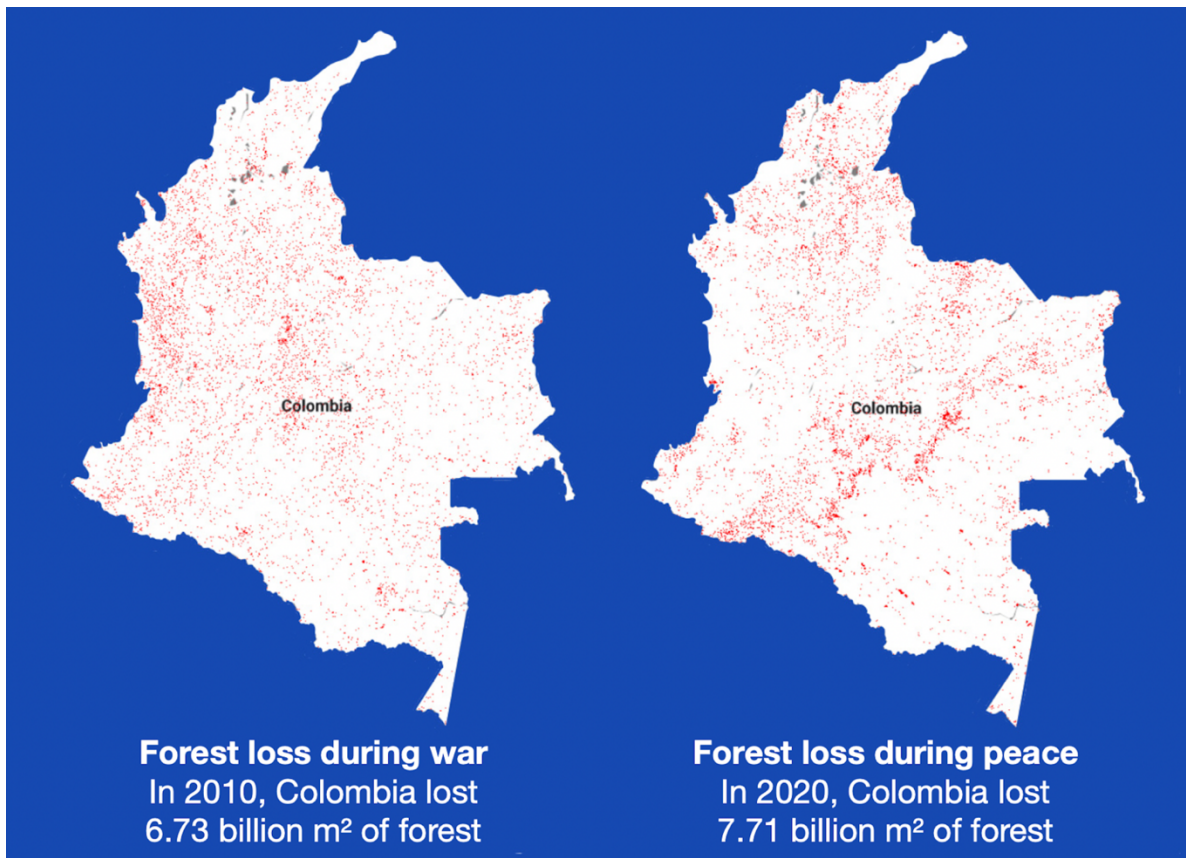 Colombia
Colombia
Forest loss during war
In 2010, Colombia lost
6.73 billion m² of forest
Forest loss during peace
In 2020, Colombia lost
7.71 billion m² of forest